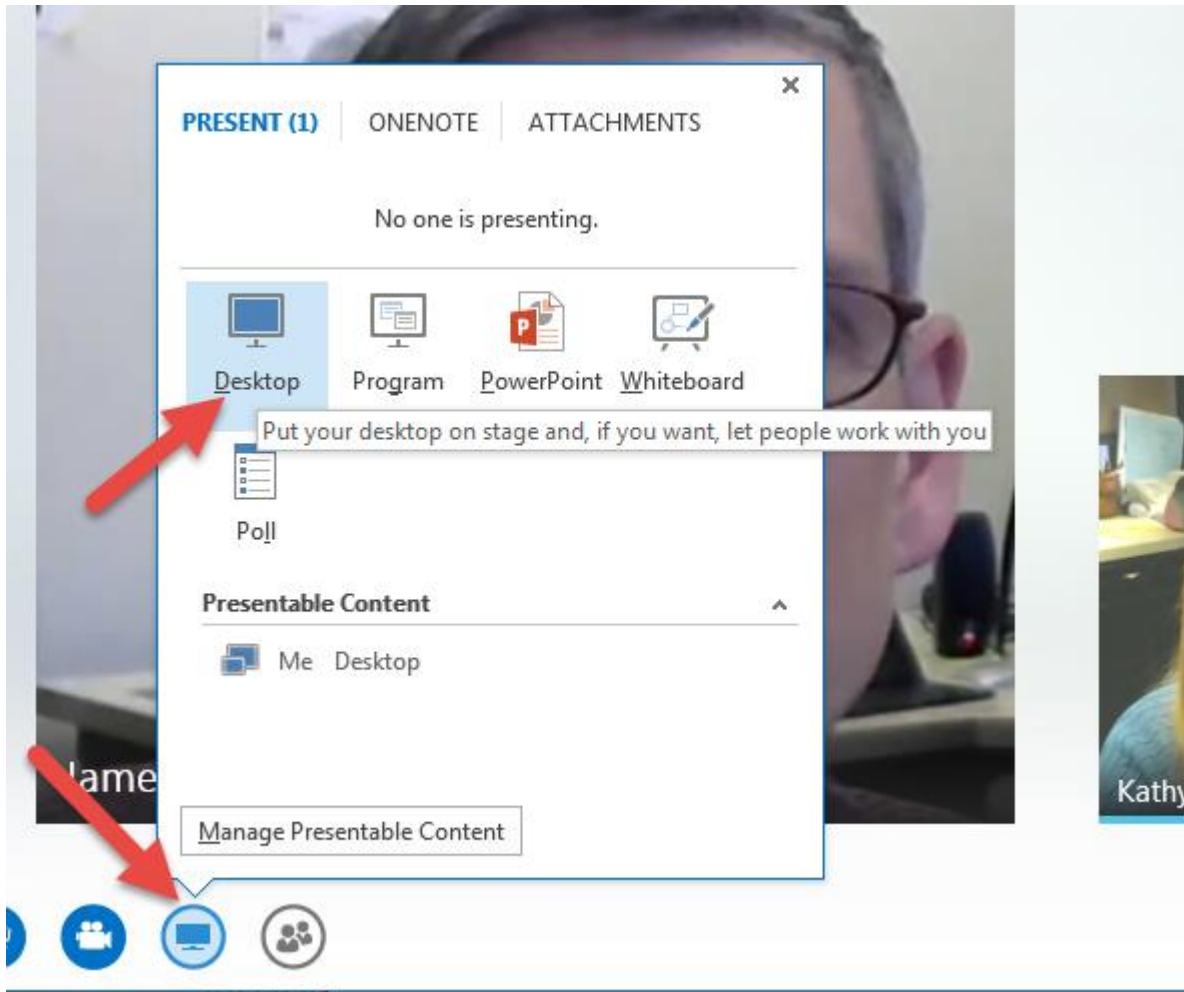 PRESENT (1) ONENOTE ATTACHMENTS
No one is presenting.
Desktop Program PowerPoint Whiteboard
Put your desktop on stage and, if you want, let people work with you
Poll
Presentable Content
Me Desktop
Kathy
Manage Presentable Content